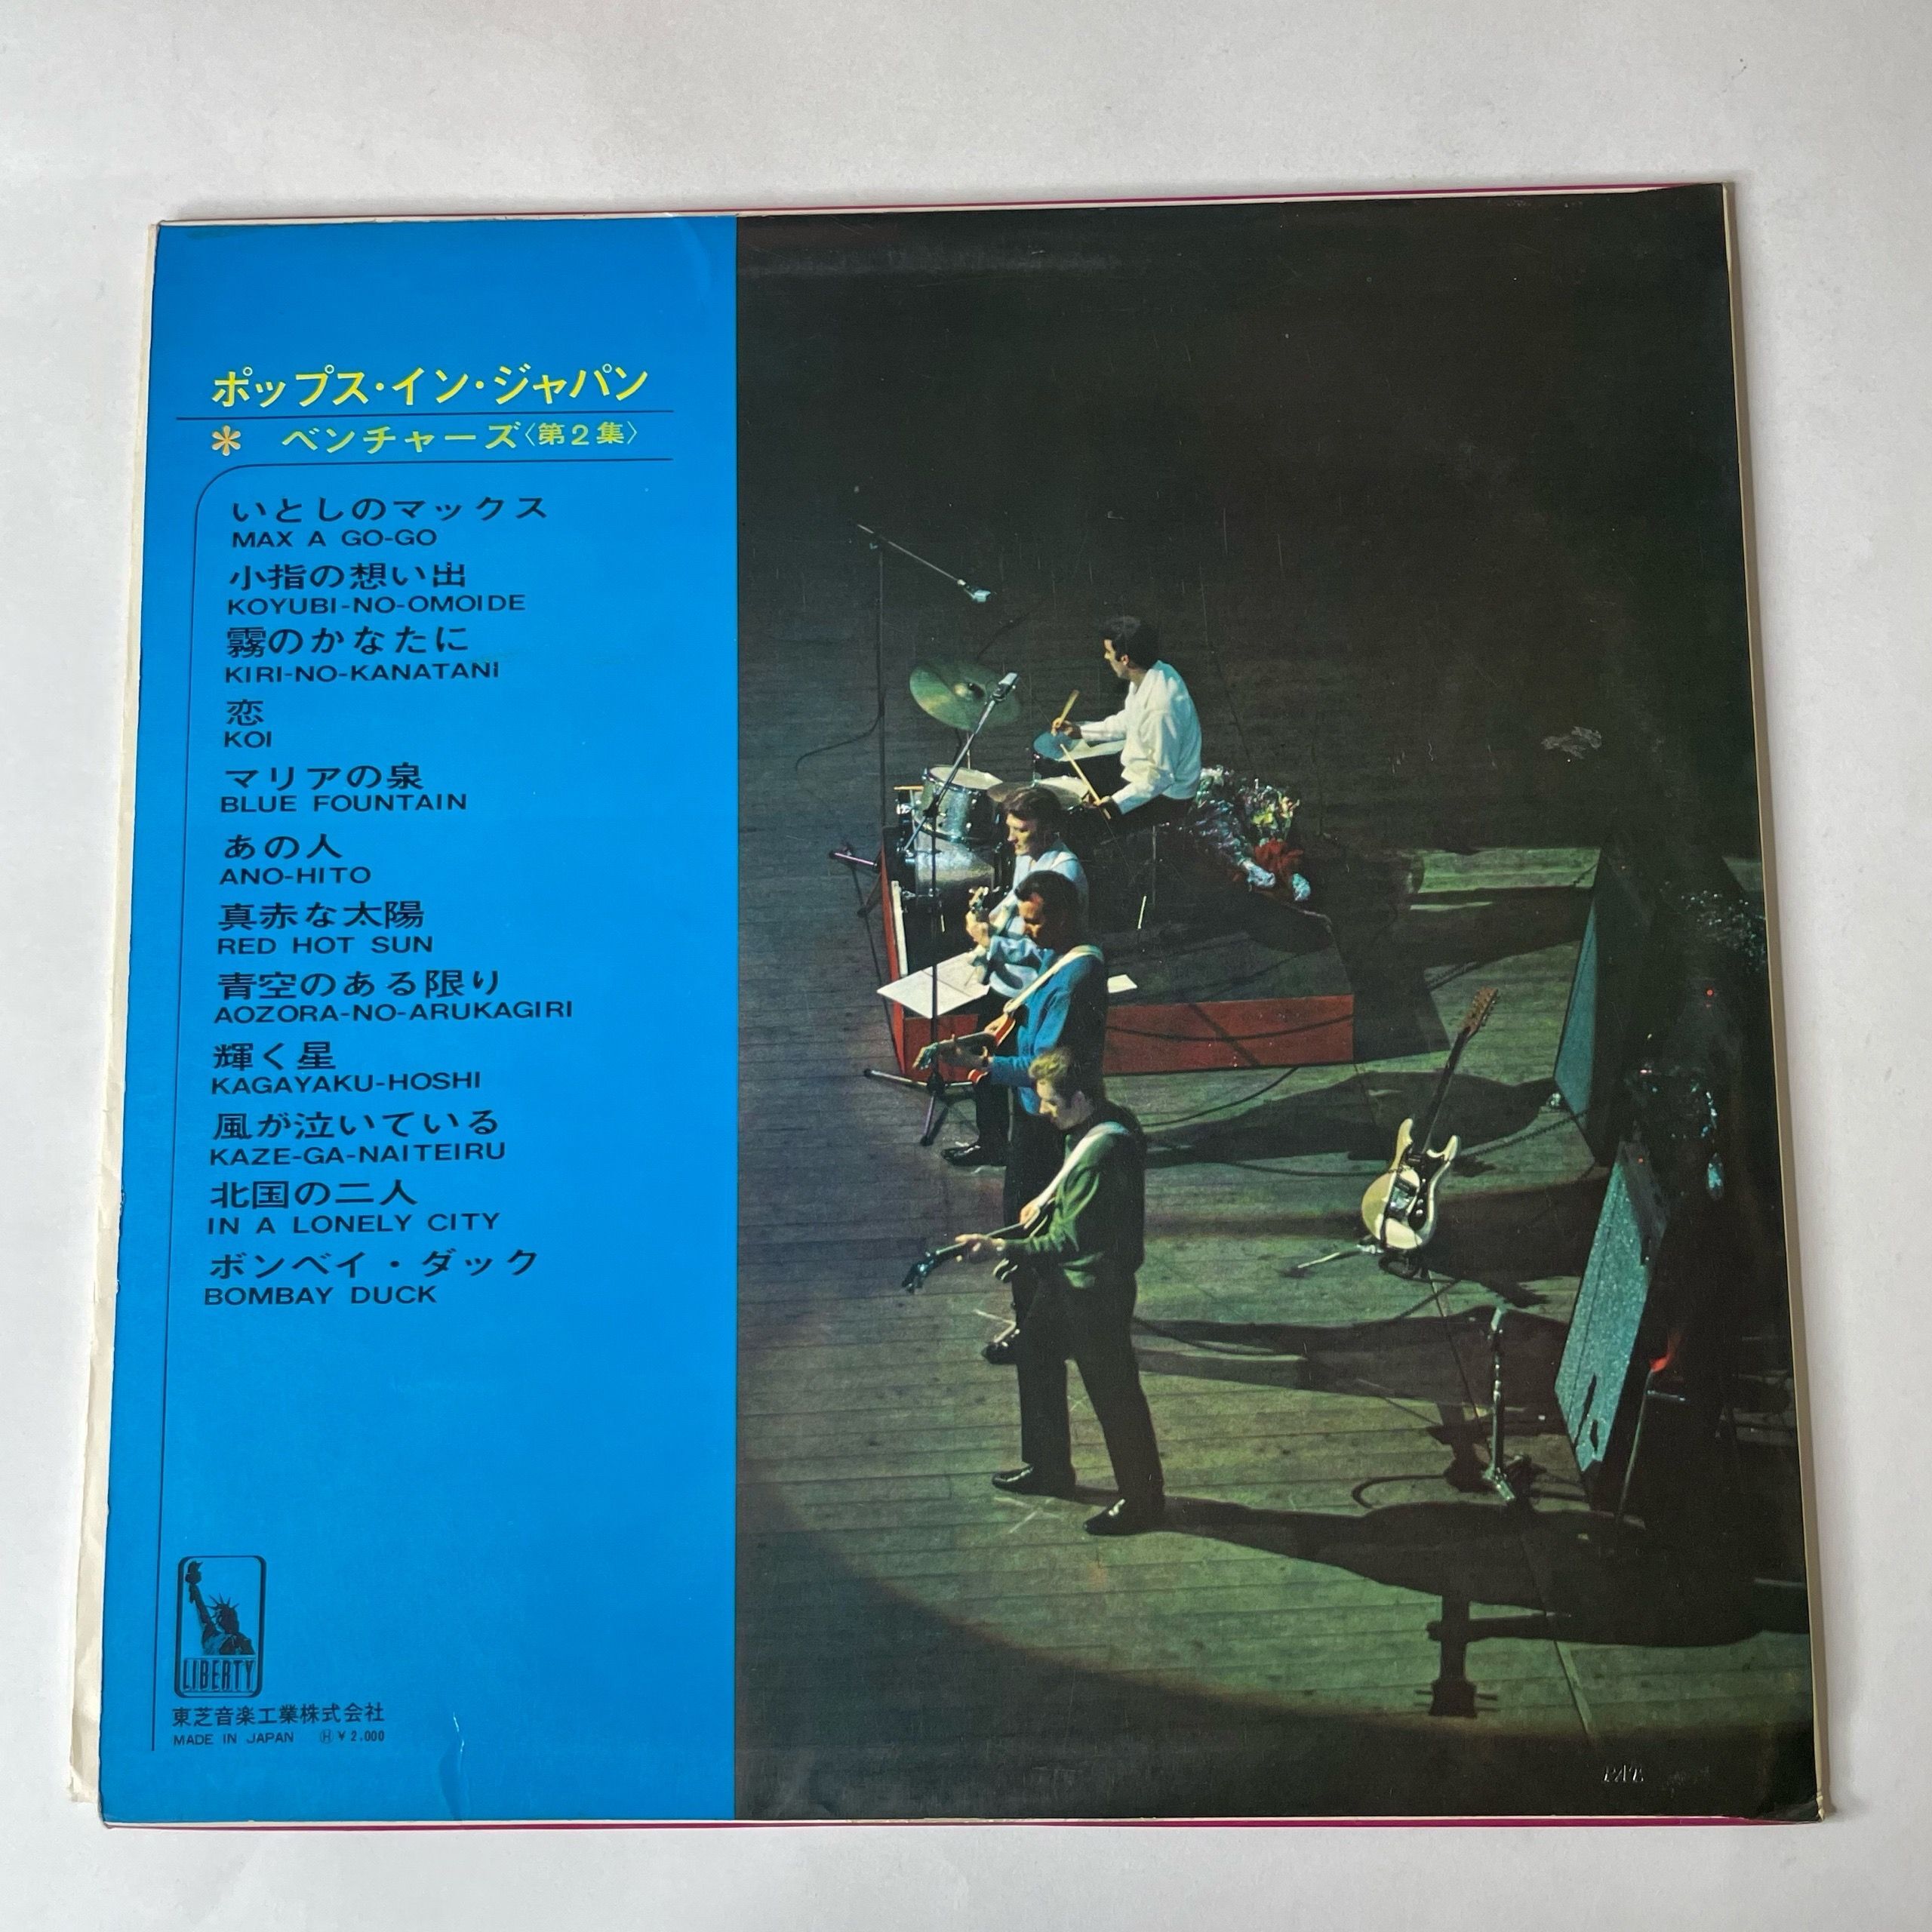 ポップス・イン・ジャパン
＊ ベンチャーズ〈第2集〉
いとしのマックス
MAX A GO-GO
小指の想い出
KOYUBI-NO-OMOIDE
霧のかなたに
KIRI-NO-KANATANI
恋
KOI
マリアの泉
BLUE FOUNTAIN
あの人
ANO-HITO
真赤な太陽
RED HOT SUN
青空のある限り
AOZORA-NO-ARUKAGIRI
輝く星
KAGAYAKU-HOSHI
風が泣いている
KAZE-GA-NAITEIRU
北国の二人
IN A LONELY CITY
ボンベイ・ダック
BOMBAY DUCK
LIBERTY
東芝音楽工業株式会社
MADE IN JAPAN Ⓗ ¥2.000